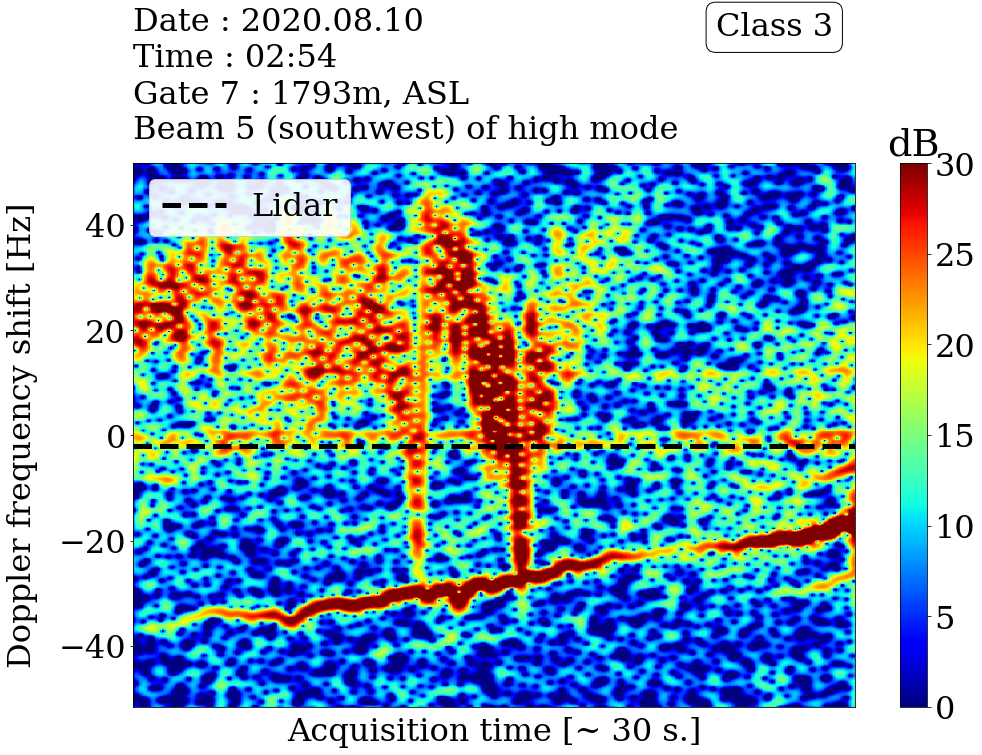 Date : 2020.08.10
Time : 02:54
Gate 7 : 1793m, ASL
Beam 5 (southwest) of high mode
Class 3
dB
Lidar
Doppler frequency shift [Hz]
40
20
0
−20
−40
30
25
20
15
10
5
0
Acquisition time [~ 30 s.]